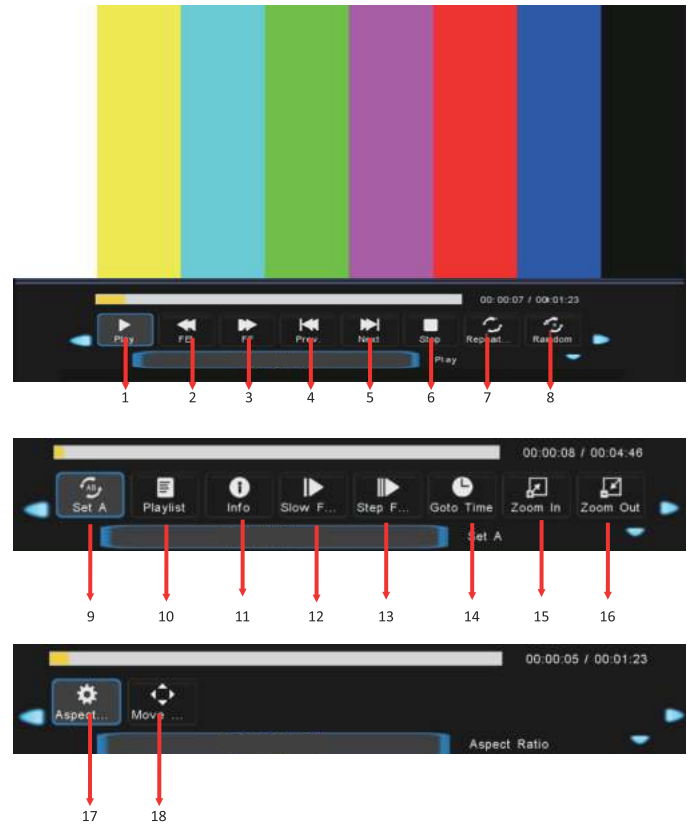 00:00:07 / 00:01:23
Play FB FF Prev. Next Stop Repeat... Random
Play
1 2 3 4 5 6 7 8
00:00:08 / 00:04:46
Set A Playlist Info Slow F... Step F... Goto Time Zoom In Zoom Out
Set A
9 10 11 12 13 14 15 16
00:00:05 / 00:01:23
Aspect... Move ...
Aspect Ratio
17 18